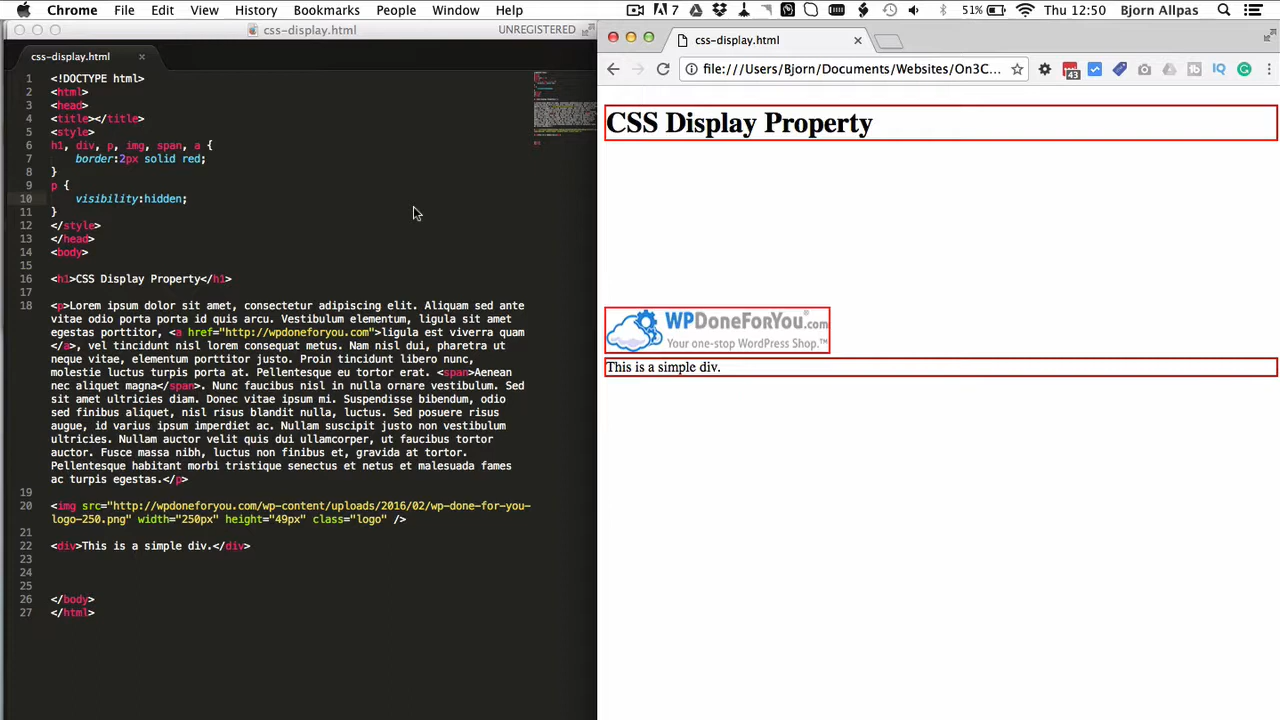 Chrome File Edit View History Bookmarks People Window Help
51% Thu 12:50 Bjorn Allpas
css-display.html UNREGISTERED
css-display.html
css-display.html
file:///Users/Bjorn/Documents/Websites/On3C...
43
1 <!DOCTYPE html>
2 <html>
3 <head>
4 <title></title>
5 <style>
6 h1, div, p, img, span, a {
7 border:2px solid red;
8 }
9 p {
10 visibility:hidden;
11 }
12 </style>
13 </head>
14 <body>
15
16 <h1>CSS Display Property</h1>
17
18 <p>Lorem ipsum dolor sit amet, consectetur adipiscing elit. Aliquam sed ante
vitae odio porta porta id quis arcu. Vestibulum elementum, ligula sit amet
egestas porttitor, <a href="http://wpdoneforyou.com">ligula est viverra quam
</a>, vel tincidunt nisl lorem consequat metus. Nam nisl dui, pharetra ut
neque vitae, elementum porttitor justo. Proin tincidunt libero nunc,
molestie luctus turpis porta at. Pellentesque eu tortor erat. <span>Aenean
nec aliquet magna</span>. Nunc faucibus nisl in nulla ornare vestibulum. Sed
sit amet ultricies diam. Donec vitae ipsum mi. Suspendisse bibendum, odio
sed finibus aliquet, nisl risus blandit nulla, luctus. Sed posuere risus
augue, id varius ipsum imperdiet ac. Nullam suscipit justo non vestibulum
ultricies. Nullam auctor velit quis dui ullamcorper, ut faucibus tortor
auctor. Fusce massa nibh, luctus non finibus et, gravida at tortor.
Pellentesque habitant morbi tristique senectus et netus et malesuada fames
ac turpis egestas.</p>
19
20 <img src="http://wpdoneforyou.com/wp-content/uploads/2016/02/wp-done-for-you-
logo-250.png" width="250px" height="49px" class="logo" />
21
22 <div>This is a simple div.</div>
23
24
25
26 </body>
27 </html>
CSS Display Property
WPDoneForYou.com
Your one-stop WordPress Shop.™
This is a simple div.